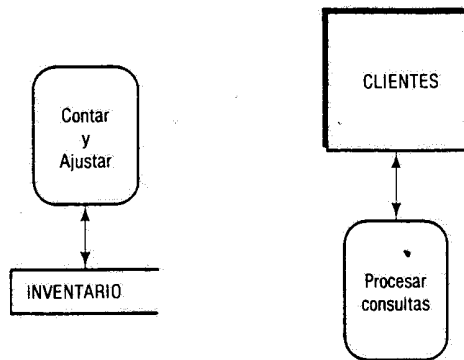 Contar
y
Ajustar
INVENTARIO
CLIENTES
Procesar
consultas